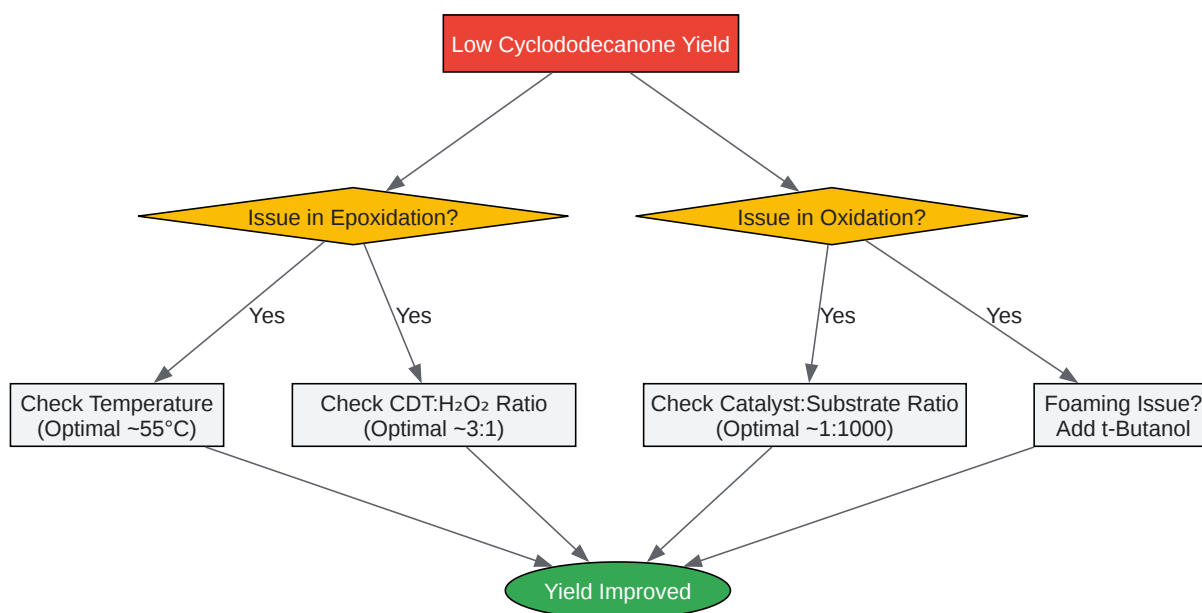 Low Cyclododecanone Yield
Issue in Epoxidation?
Issue in Oxidation?
Yes
Yes
Yes
Yes
Check Temperature
(Optimal ~55°C)
Check CDT:H₂O₂ Ratio
(Optimal ~3:1)
Check Catalyst:Substrate Ratio
(Optimal ~1:1000)
Foaming Issue?
Add t-Butanol
Yield Improved